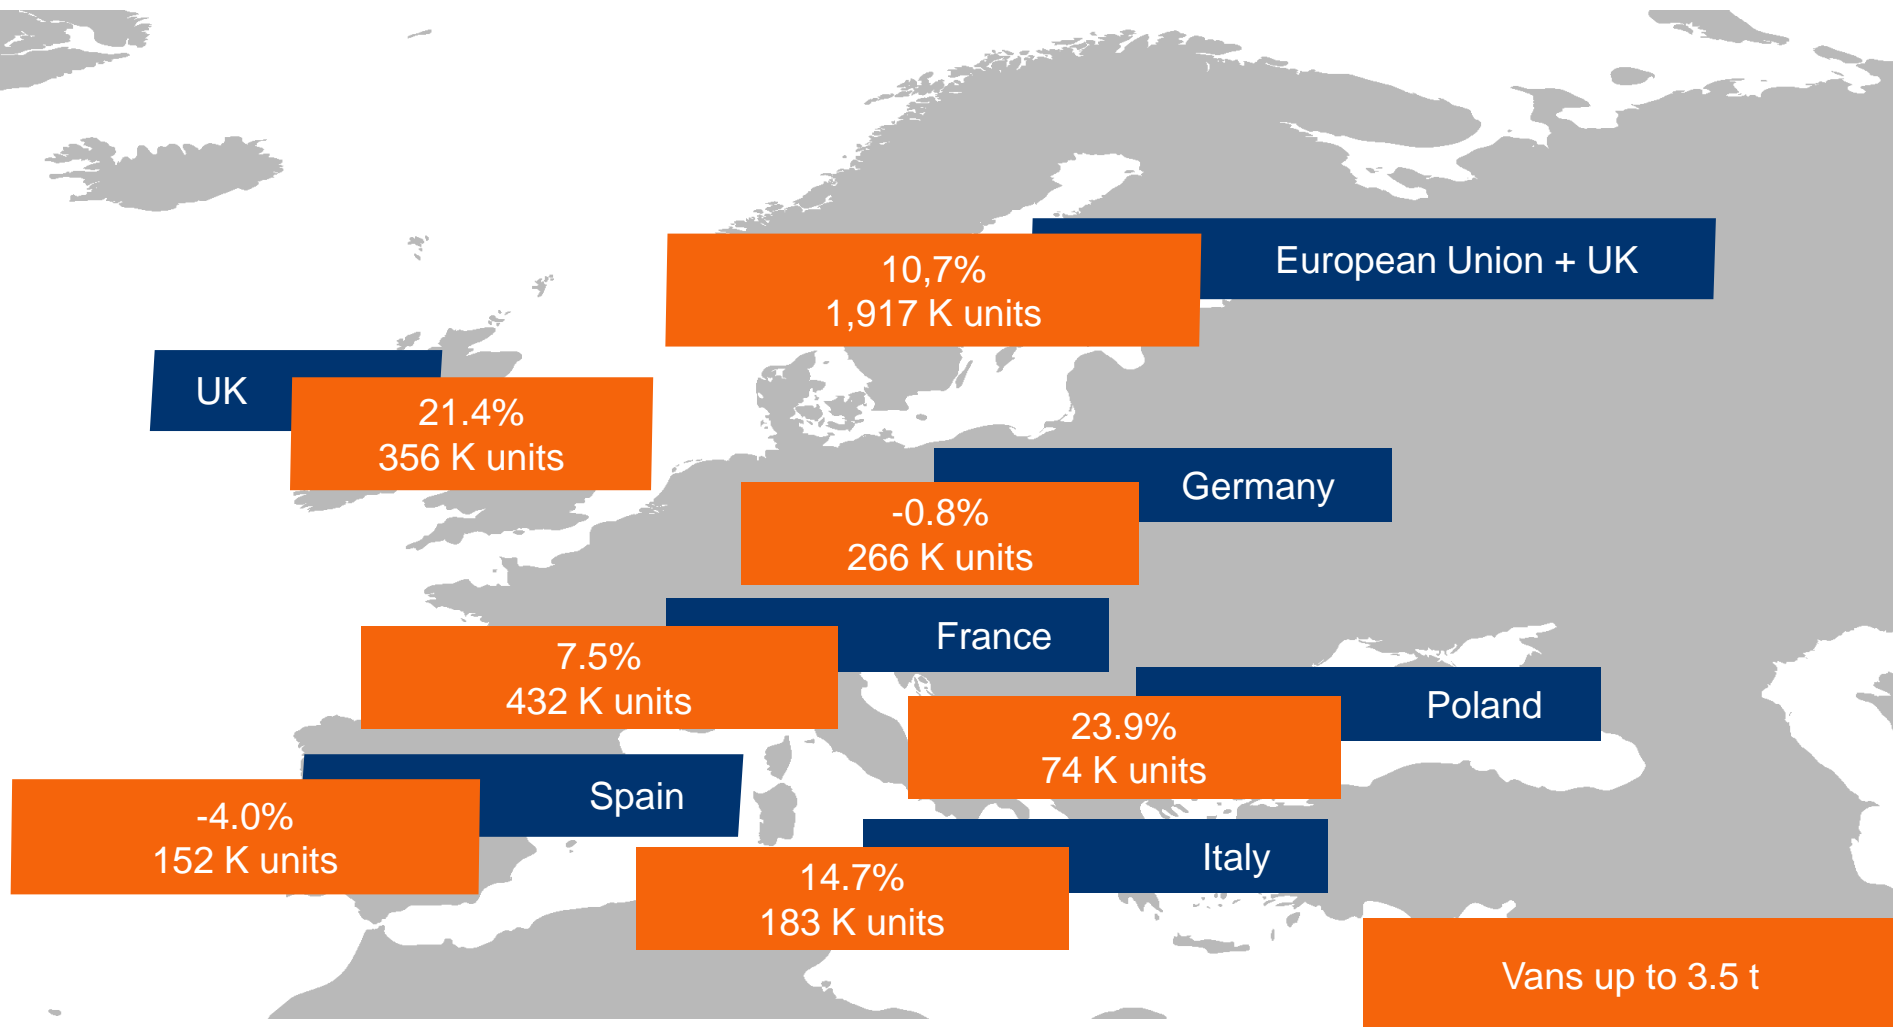 European Union + UK
10,7%
1,917 K units
UK
21.4%
356 K units
Germany
-0.8%
266 K units
France
7.5%
432 K units
Poland
23.9%
74 K units
Spain
-4.0%
152 K units
Italy
14.7%
183 K units
Vans up to 3.5 t